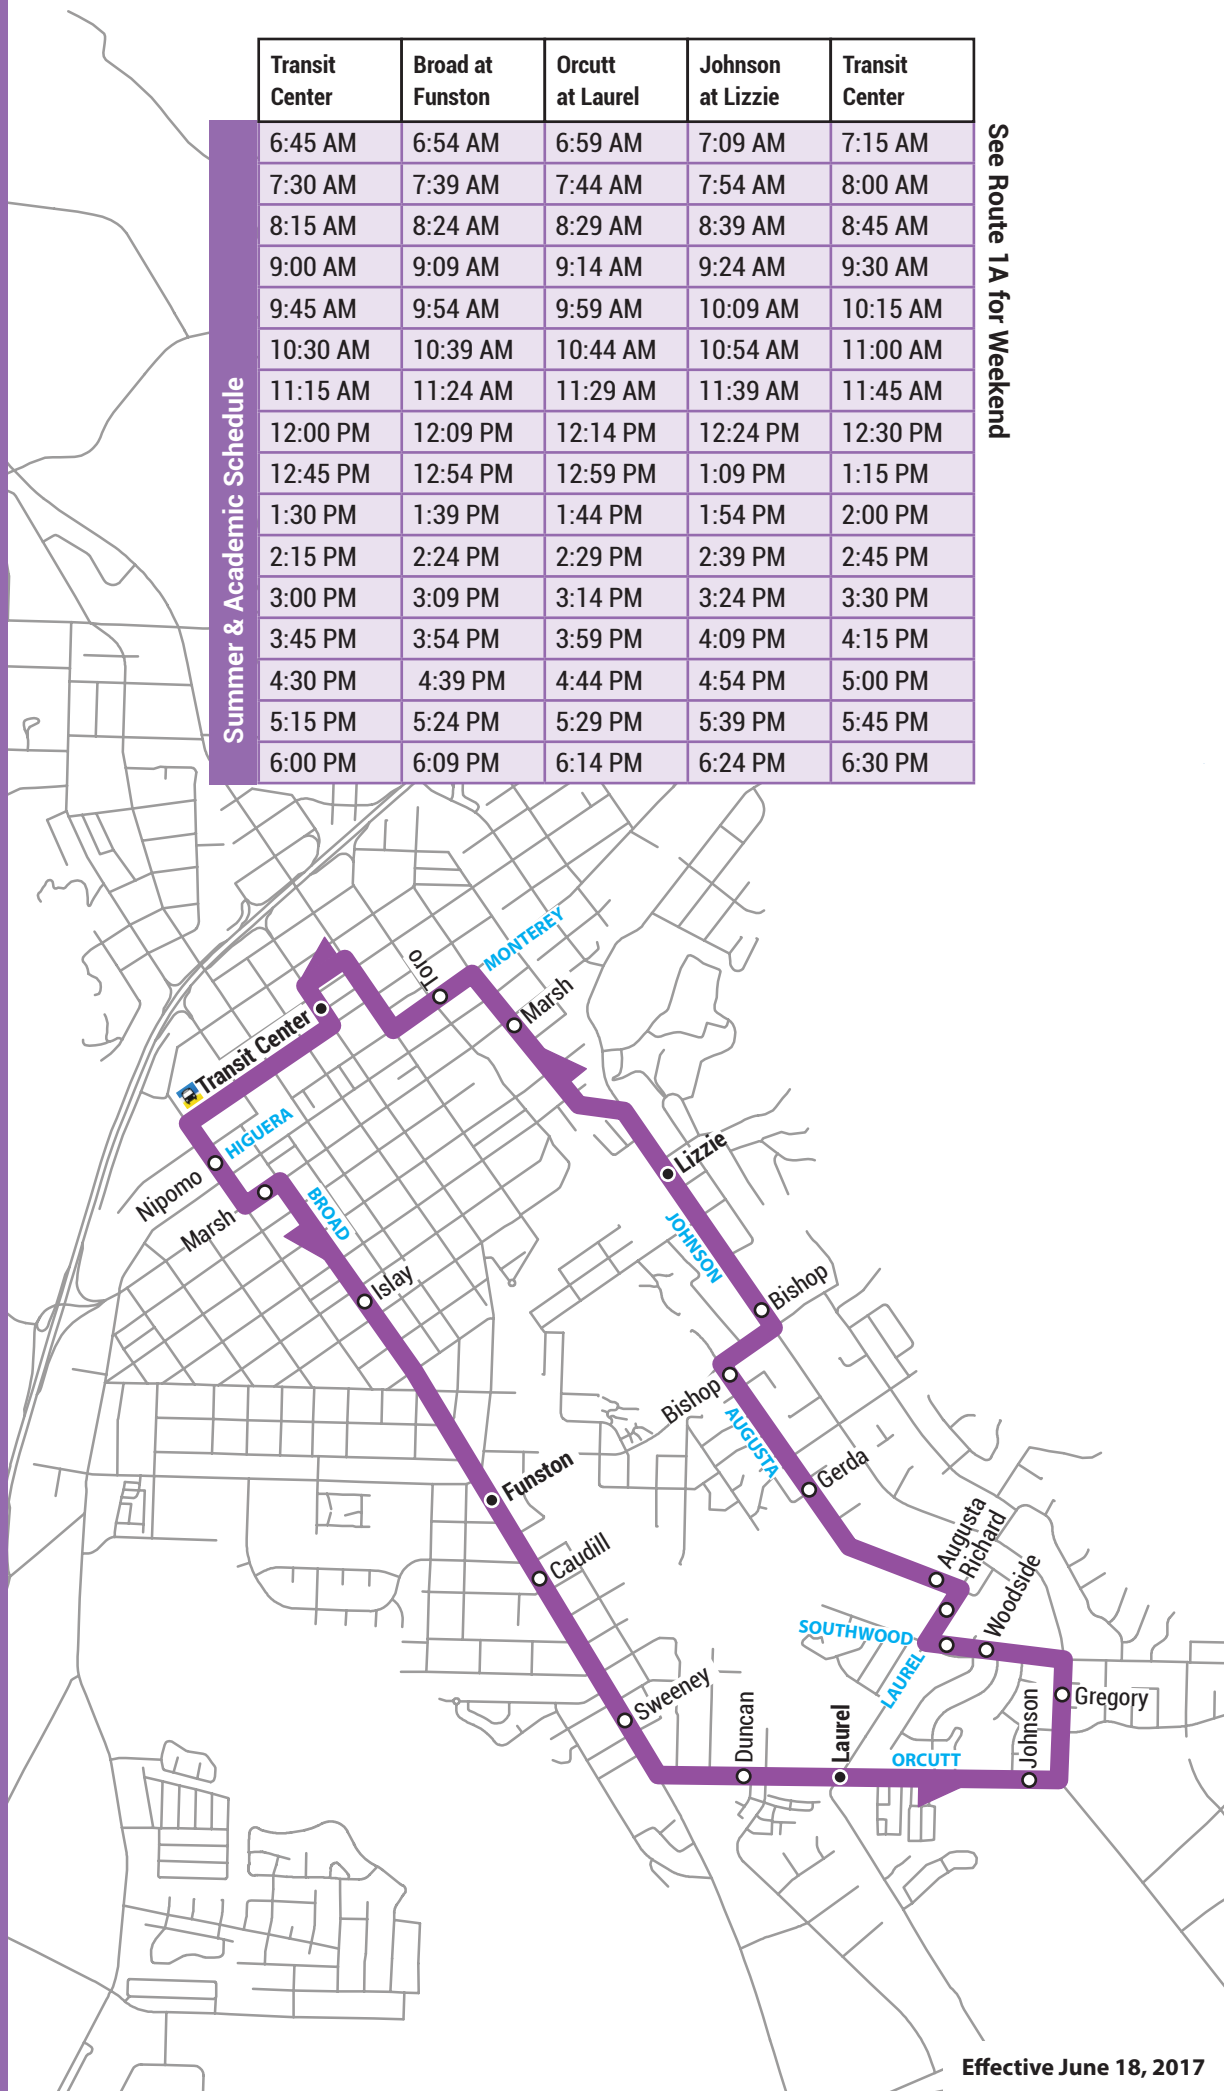 Transit Center
Broad at Funston
Orcutt at Laurel
Johnson at Lizzie
Transit Center
Summer & Academic Schedule
6:45 AM 6:54 AM 6:59 AM 7:09 AM 7:15 AM
7:30 AM 7:39 AM 7:44 AM 7:54 AM 8:00 AM
8:15 AM 8:24 AM 8:29 AM 8:39 AM 8:45 AM
9:00 AM 9:09 AM 9:14 AM 9:24 AM 9:30 AM
9:45 AM 9:54 AM 9:59 AM 10:09 AM 10:15 AM
10:30 AM 10:39 AM 10:44 AM 10:54 AM 11:00 AM
11:15 AM 11:24 AM 11:29 AM 11:39 AM 11:45 AM
12:00 PM 12:09 PM 12:14 PM 12:24 PM 12:30 PM
12:45 PM 12:54 PM 12:59 PM 1:09 PM 1:15 PM
1:30 PM 1:39 PM 1:44 PM 1:54 PM 2:00 PM
2:15 PM 2:24 PM 2:29 PM 2:39 PM 2:45 PM
3:00 PM 3:09 PM 3:14 PM 3:24 PM 3:30 PM
3:45 PM 3:54 PM 3:59 PM 4:09 PM 4:15 PM
4:30 PM 4:39 PM 4:44 PM 4:54 PM 5:00 PM
5:15 PM 5:24 PM 5:29 PM 5:39 PM 5:45 PM
6:00 PM 6:09 PM 6:14 PM 6:24 PM 6:30 PM
See Route 1A for Weekend
MONTEREY
Toro
Marsh
Transit Center
HIGUERA
Nipomo
Marsh
BROAD
Islay
Lizzie
JOHNSON
Bishop
Bishop
AUGUSTA
Gerda
Funston
Caudill
Augusta
Richard
Woodside
SOUTHWOOD
LAUREL
Sweeney
Duncan
Laurel
ORCUTT
Johnson
Gregory
Effective June 18, 2017